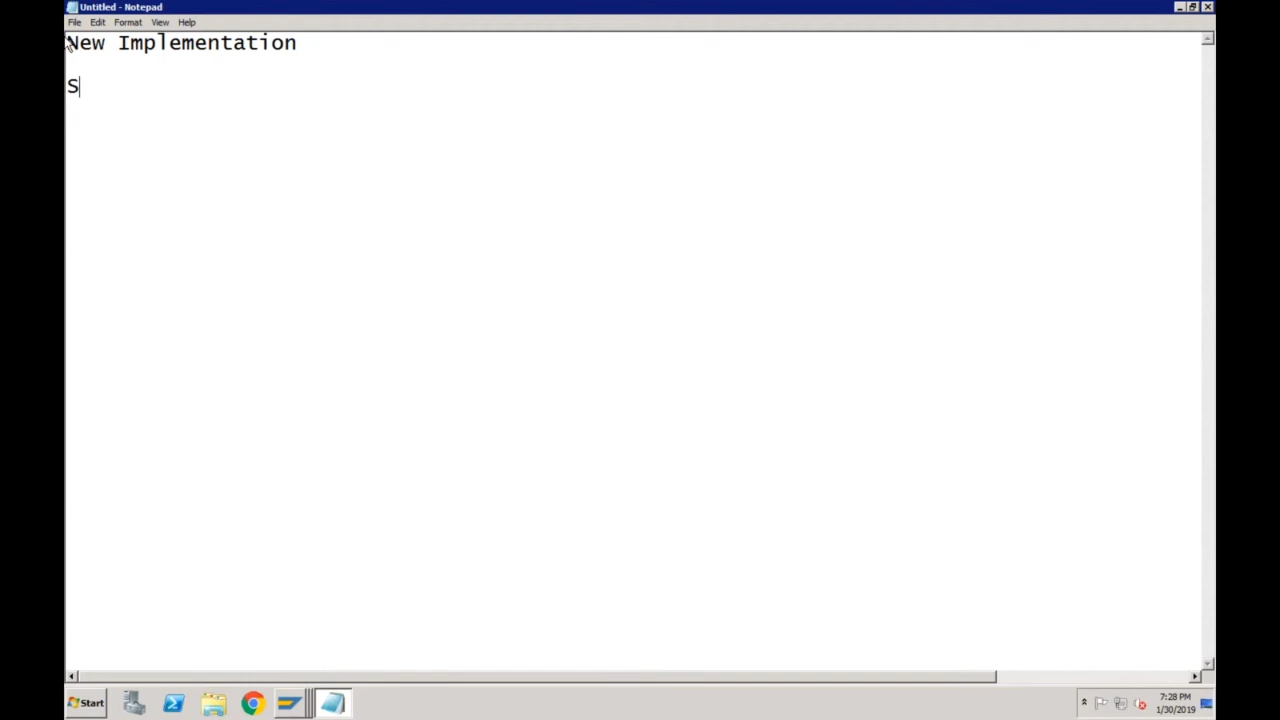 Untitled - Notepad
File Edit Format View Help
New Implementation
S
Start
7:28 PM
1/30/2019